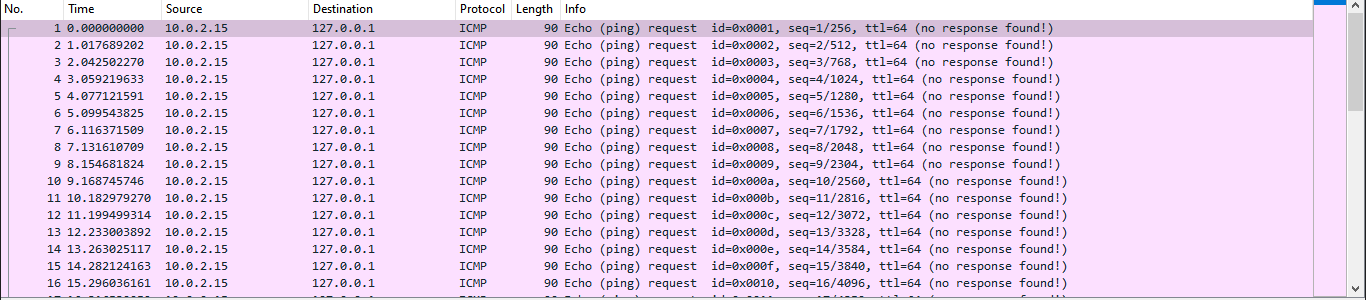 No. Time Source Destination Protocol Length Info
1 0.000000000 10.0.2.15 127.0.0.1 ICMP 90 Echo (ping) request id=0x0001, seq=1/256, ttl=64 (no response found!)
2 1.017689202 10.0.2.15 127.0.0.1 ICMP 90 Echo (ping) request id=0x0002, seq=2/512, ttl=64 (no response found!)
3 2.042502270 10.0.2.15 127.0.0.1 ICMP 90 Echo (ping) request id=0x0003, seq=3/768, ttl=64 (no response found!)
4 3.059219633 10.0.2.15 127.0.0.1 ICMP 90 Echo (ping) request id=0x0004, seq=4/1024, ttl=64 (no response found!)
5 4.077121591 10.0.2.15 127.0.0.1 ICMP 90 Echo (ping) request id=0x0005, seq=5/1280, ttl=64 (no response found!)
6 5.099543825 10.0.2.15 127.0.0.1 ICMP 90 Echo (ping) request id=0x0006, seq=6/1536, ttl=64 (no response found!)
7 6.116371509 10.0.2.15 127.0.0.1 ICMP 90 Echo (ping) request id=0x0007, seq=7/1792, ttl=64 (no response found!)
8 7.131610709 10.0.2.15 127.0.0.1 ICMP 90 Echo (ping) request id=0x0008, seq=8/2048, ttl=64 (no response found!)
9 8.154681824 10.0.2.15 127.0.0.1 ICMP 90 Echo (ping) request id=0x0009, seq=9/2304, ttl=64 (no response found!)
10 9.168745746 10.0.2.15 127.0.0.1 ICMP 90 Echo (ping) request id=0x000a, seq=10/2560, ttl=64 (no response found!)
11 10.182979270 10.0.2.15 127.0.0.1 ICMP 90 Echo (ping) request id=0x000b, seq=11/2816, ttl=64 (no response found!)
12 11.199499314 10.0.2.15 127.0.0.1 ICMP 90 Echo (ping) request id=0x000c, seq=12/3072, ttl=64 (no response found!)
13 12.233003892 10.0.2.15 127.0.0.1 ICMP 90 Echo (ping) request id=0x000d, seq=13/3328, ttl=64 (no response found!)
14 13.263025117 10.0.2.15 127.0.0.1 ICMP 90 Echo (ping) request id=0x000e, seq=14/3584, ttl=64 (no response found!)
15 14.282124163 10.0.2.15 127.0.0.1 ICMP 90 Echo (ping) request id=0x000f, seq=15/3840, ttl=64 (no response found!)
16 15.296036161 10.0.2.15 127.0.0.1 ICMP 90 Echo (ping) request id=0x0010, seq=16/4096, ttl=64 (no response found!)